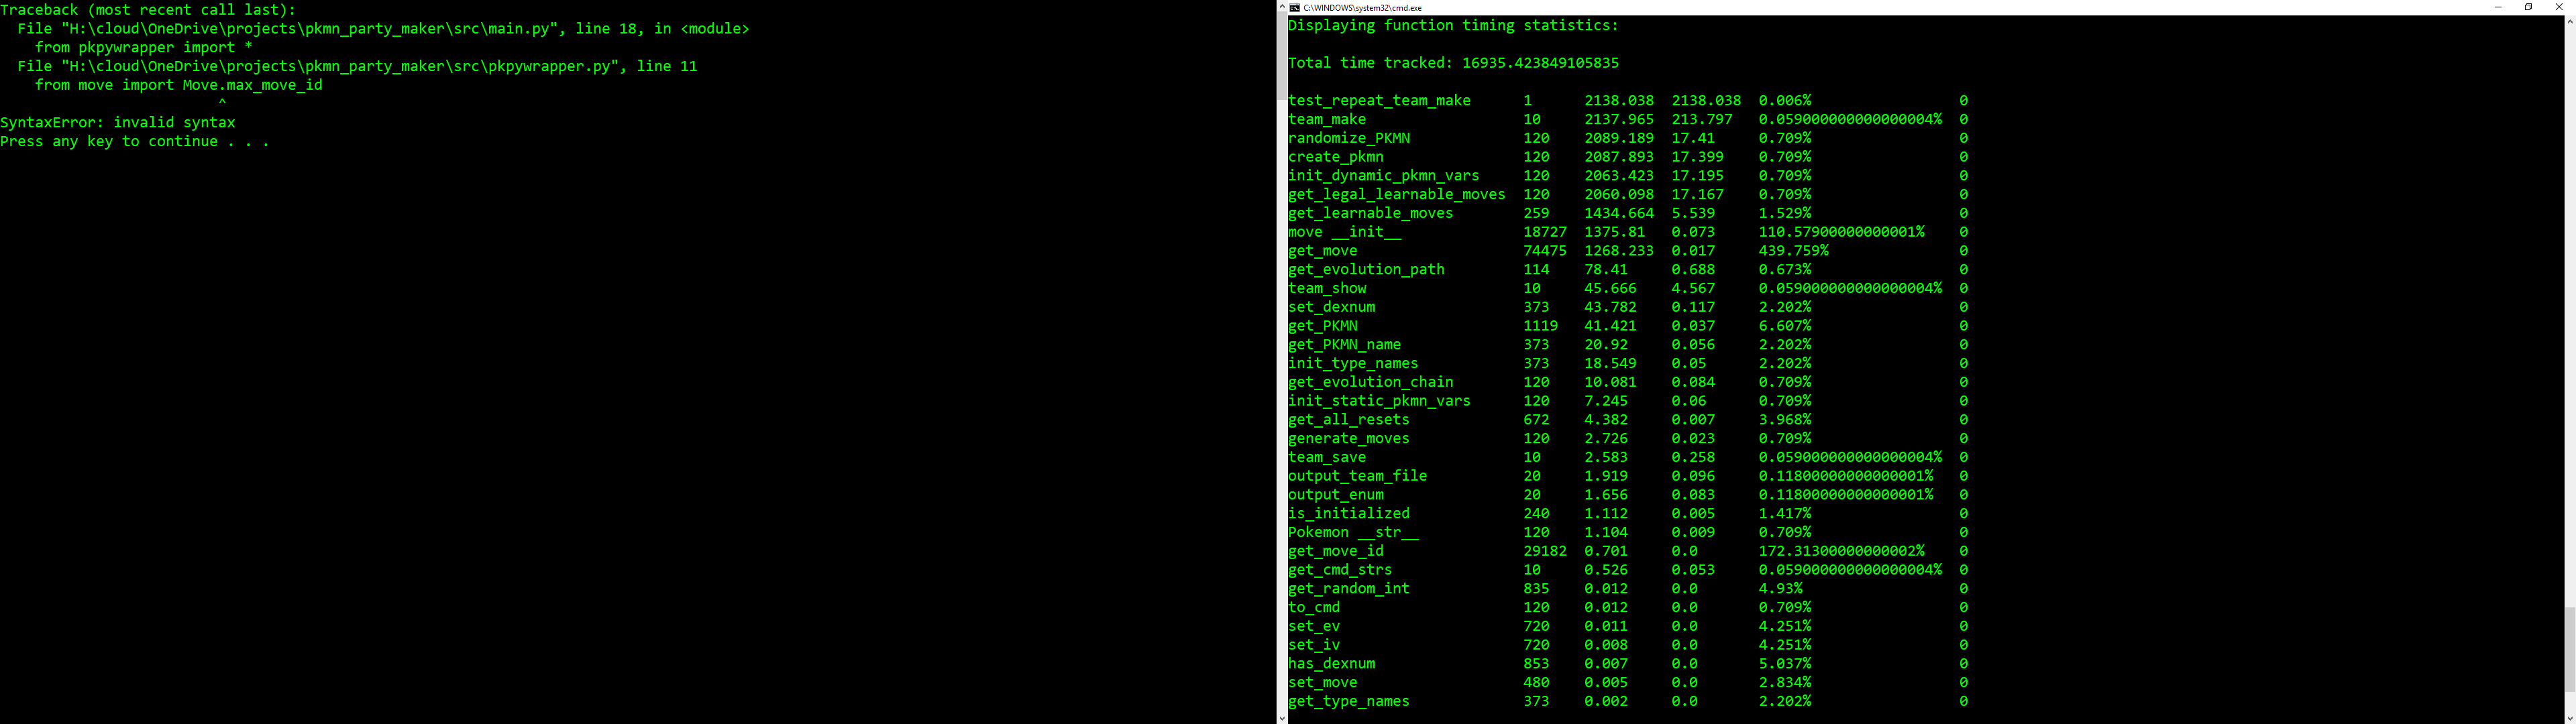 Traceback (most recent call last):
  File "H:\cloud\OneDrive\projects\pkmn_party_maker\src\main.py", line 18, in <module>
    from pkpywrapper import *
  File "H:\cloud\OneDrive\projects\pkmn_party_maker\src\pkpywrapper.py", line 11
    from move import Move.max_move_id
                         ^
SyntaxError: invalid syntax
Press any key to continue . . .
C:\WINDOWS\system32\cmd.exe
Displaying function timing statistics:
Total time tracked: 16935.423849105835
test_repeat_team_make 1 2138.038 2138.038 0.006% 0
team_make 10 2137.965 213.797 0.059000000000000004% 0
randomize_PKMN 120 2089.189 17.41 0.709% 0
create_pkmn 120 2087.893 17.399 0.709% 0
init_dynamic_pkmn_vars 120 2063.423 17.195 0.709% 0
get_legal_learnable_moves 120 2060.098 17.167 0.709% 0
get_learnable_moves 259 1434.664 5.539 1.529% 0
move __init__ 18727 1375.81 0.073 110.57900000000001% 0
get_move 74475 1268.233 0.017 439.759% 0
get_evolution_path 114 78.41 0.688 0.673% 0
team_show 10 45.666 4.567 0.059000000000000004% 0
set_dexnum 373 43.782 0.117 2.202% 0
get_PKMN 1119 41.421 0.037 6.607% 0
get_PKMN_name 373 20.92 0.056 2.202% 0
init_type_names 373 18.549 0.05 2.202% 0
get_evolution_chain 120 10.081 0.084 0.709% 0
init_static_pkmn_vars 120 7.245 0.06 0.709% 0
get_all_resets 672 4.382 0.007 3.968% 0
generate_moves 120 2.726 0.023 0.709% 0
team_save 10 2.583 0.258 0.059000000000000004% 0
output_team_file 20 1.919 0.096 0.11800000000000001% 0
output_enum 20 1.656 0.083 0.11800000000000001% 0
is_initialized 240 1.112 0.005 1.417% 0
Pokemon __str__ 120 1.104 0.009 0.709% 0
get_move_id 29182 0.701 0.0 172.31300000000002% 0
get_cmd_strs 10 0.526 0.053 0.059000000000000004% 0
get_random_int 835 0.012 0.0 4.93% 0
to_cmd 120 0.012 0.0 0.709% 0
set_ev 720 0.011 0.0 4.251% 0
set_iv 720 0.008 0.0 4.251% 0
has_dexnum 853 0.007 0.0 5.037% 0
set_move 480 0.005 0.0 2.834% 0
get_type_names 373 0.002 0.0 2.202% 0